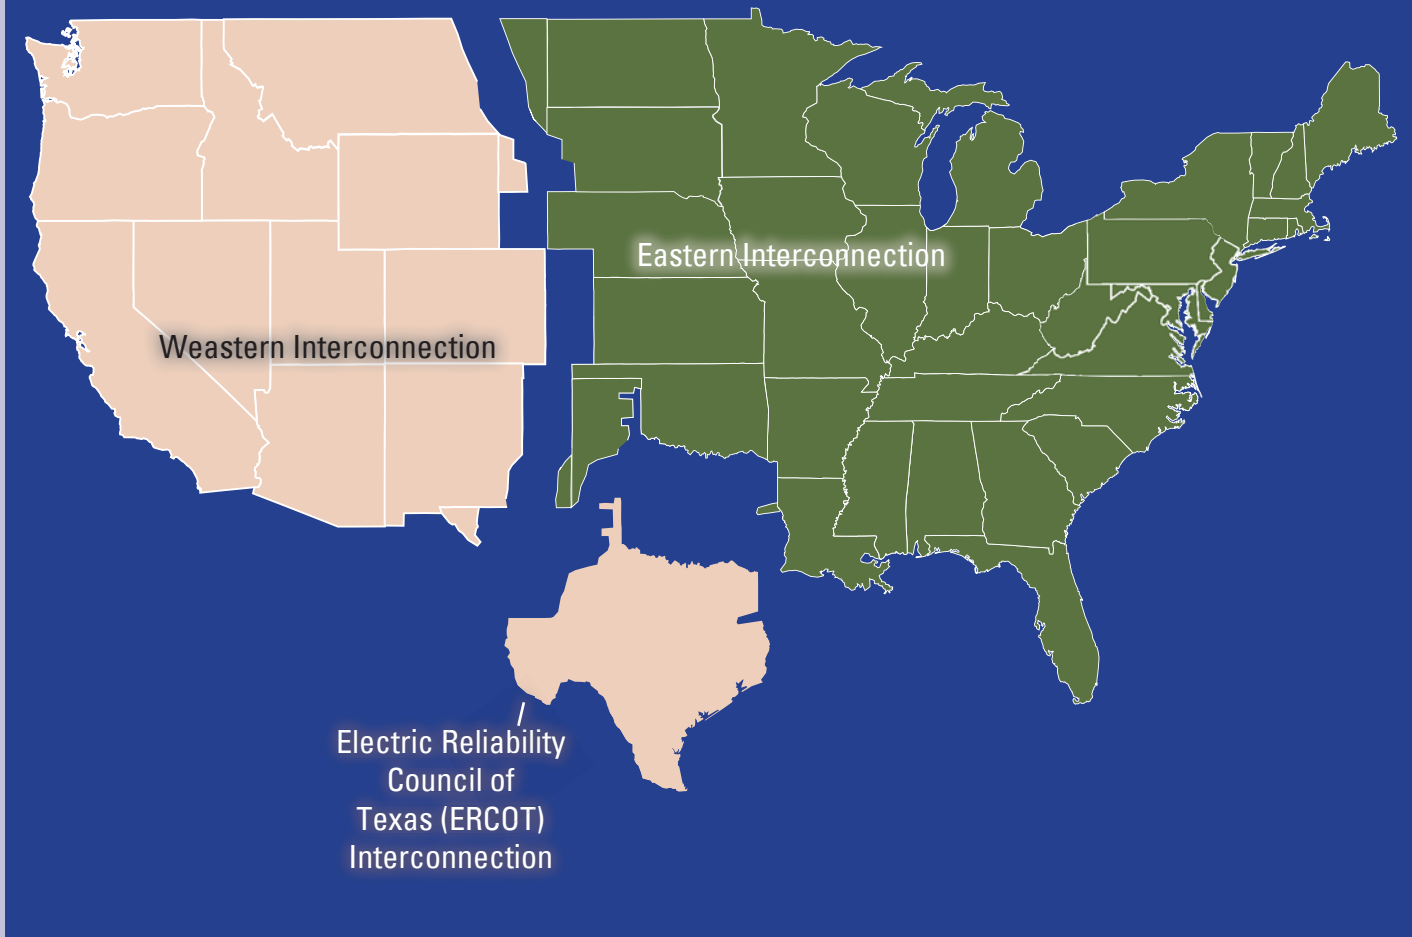 Eastern Interconnection
Weastern Interconnection
Electric Reliability
Council of
Texas (ERCOT)
Interconnection